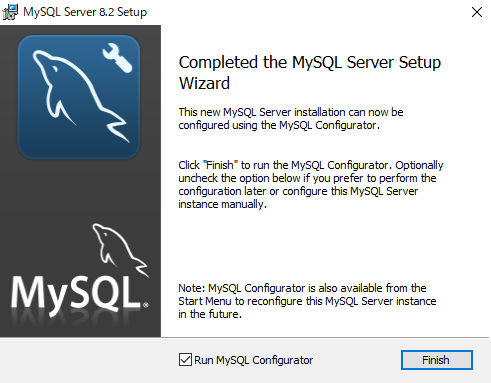 MySQL Server 8.2 Setup
Completed the MySQL Server Setup
Wizard
This new MySQL Server installation can now be
configured using the MySQL Configurator.
Click "Finish" to run the MySQL Configurator. Optionally
uncheck the option below if you prefer to perform the
configuration later or configure this MySQL Server
instance manually.
MySQL®
Note: MySQL Configurator is also available from the
Start Menu to reconfigure this MySQL Server instance
in the future.
Run MySQL Configurator
Finish